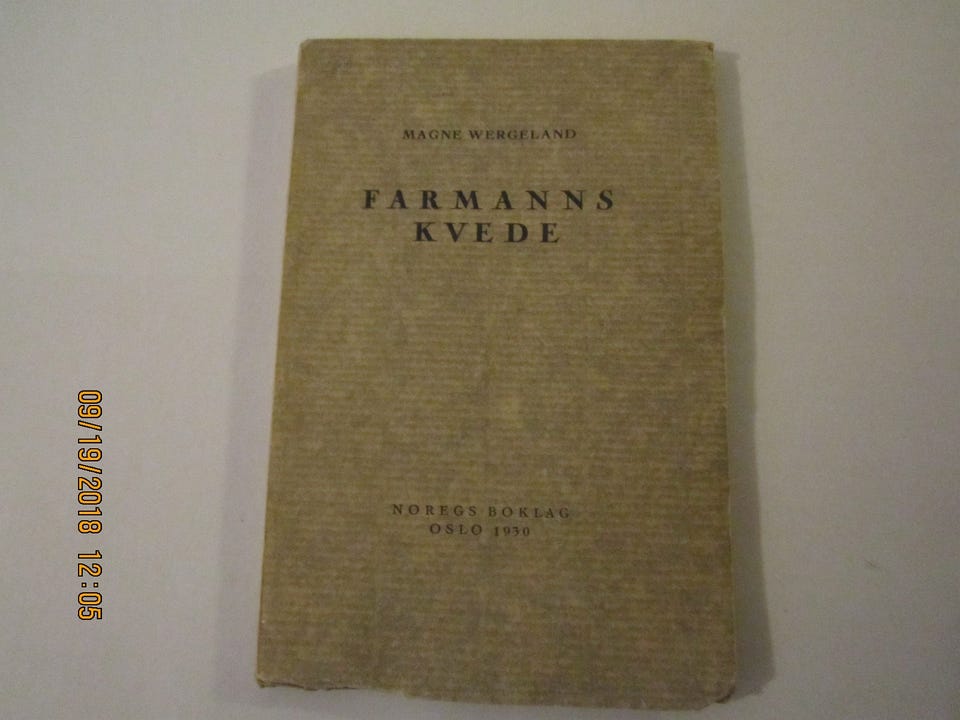 MAGNE WERGELAND
FARMANNS
KVEDE
NOREGS BOKLAG
OSLO 1930
09/19/2018 12:05